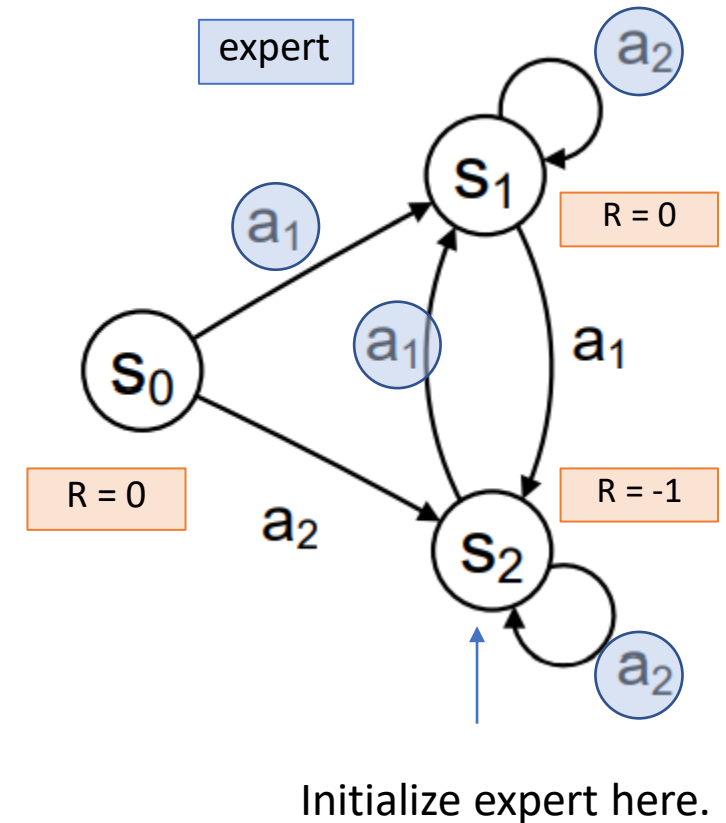 expert
a₂
s₁
R = 0
a₁
a₁
a₁
s₀
R = 0
R = -1
a₂
s₂
a₂
Initialize expert here.